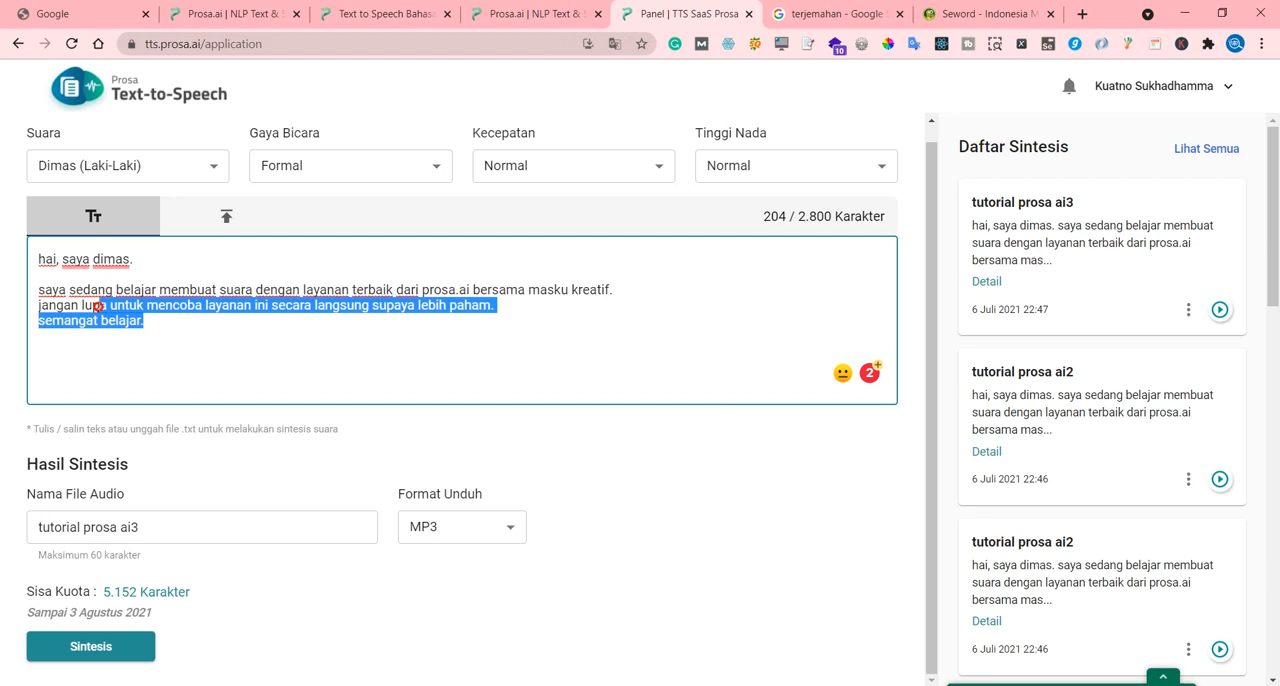 Google
Prosa.ai | NLP Text &
Text to Speech Bahasa
Prosa.ai | NLP Text &
Panel | TTS SaaS Prosa
terjemahan - Google
Seword - Indonesia M
tts.prosa.ai/application
10
Prosa
Text-to-Speech
Kuatno Sukhadhamma
Suara
Gaya Bicara
Kecepatan
Tinggi Nada
Dimas (Laki-Laki)
Formal
Normal
Normal
204 / 2.800 Karakter
hai, saya dimas.
saya sedang belajar membuat suara dengan layanan terbaik dari prosa.ai bersama masku kreatif.
jangan lupa untuk mencoba layanan ini secara langsung supaya lebih paham.
semangat belajar.
2
* Tulis / salin teks atau unggah file .txt untuk melakukan sintesis suara
Hasil Sintesis
Nama File Audio
Format Unduh
tutorial prosa ai3
MP3
Maksimum 60 karakter
Sisa Kuota : 5.152 Karakter
Sampai 3 Agustus 2021
Sintesis
Daftar Sintesis
Lihat Semua
tutorial prosa ai3
hai, saya dimas. saya sedang belajar membuat
suara dengan layanan terbaik dari prosa.ai
bersama mas...
Detail
6 Juli 2021 22:47
tutorial prosa ai2
hai, saya dimas. saya sedang belajar membuat
suara dengan layanan terbaik dari prosa.ai
bersama mas...
Detail
6 Juli 2021 22:46
tutorial prosa ai2
hai, saya dimas. saya sedang belajar membuat
suara dengan layanan terbaik dari prosa.ai
bersama mas...
Detail
6 Juli 2021 22:46